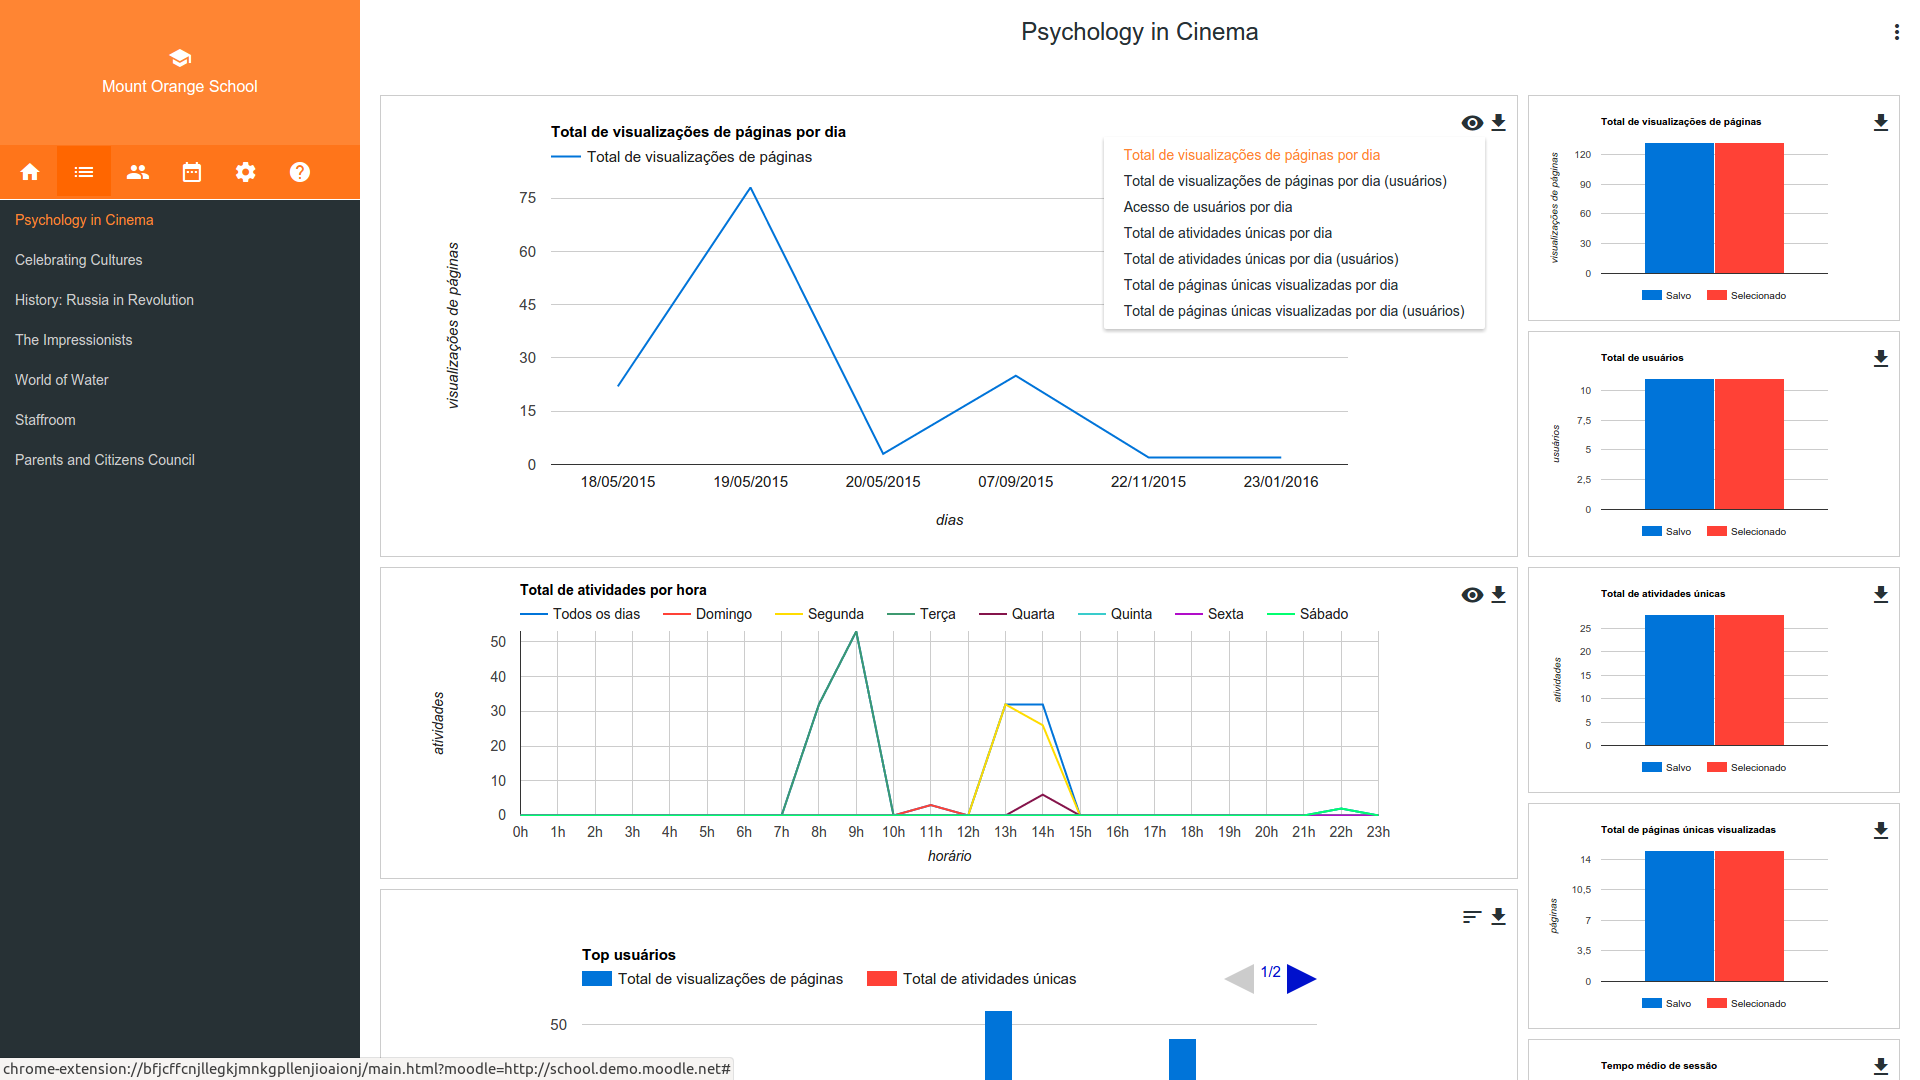 Mount Orange School
Psychology in Cinema
Celebrating Cultures
History: Russia in Revolution
The Impressionists
World of Water
Staffroom
Parents and Citizens Council
Psychology in Cinema
Total de visualizações de páginas por dia
Total de visualizações de páginas
75
60
45
30
15
0
visualizações de páginas
18/05/2015 19/05/2015 20/05/2015 07/09/2015 22/11/2015 23/01/2016
dias
Total de visualizações de páginas por dia
Total de visualizações de páginas por dia (usuários)
Acesso de usuários por dia
Total de atividades únicas por dia
Total de atividades únicas por dia (usuários)
Total de páginas únicas visualizadas por dia
Total de páginas únicas visualizadas por dia (usuários)
Total de atividades por hora
Todos os dias Domingo Segunda Terça Quarta Quinta Sexta Sábado
50
40
30
20
10
0
atividades
0h 1h 2h 3h 4h 5h 6h 7h 8h 9h 10h 11h 12h 13h 14h 15h 16h 17h 18h 19h 20h 21h 22h 23h
horário
Top usuários
Total de visualizações de páginas Total de atividades únicas
1/2
50
Total de visualizações de páginas
120
90
60
30
0
visualizações de páginas
Salvo Selecionado
Total de usuários
10
7,5
5
2,5
0
usuários
Salvo Selecionado
Total de atividades únicas
25
20
15
10
5
0
atividades
Salvo Selecionado
Total de páginas únicas visualizadas
14
10,5
7
3,5
0
páginas
Salvo Selecionado
Tempo médio de sessão
chrome-extension://bfjcffcnjllegkjmnkgpllenjioaionj/main.html?moodle=http://school.demo.moodle.net#